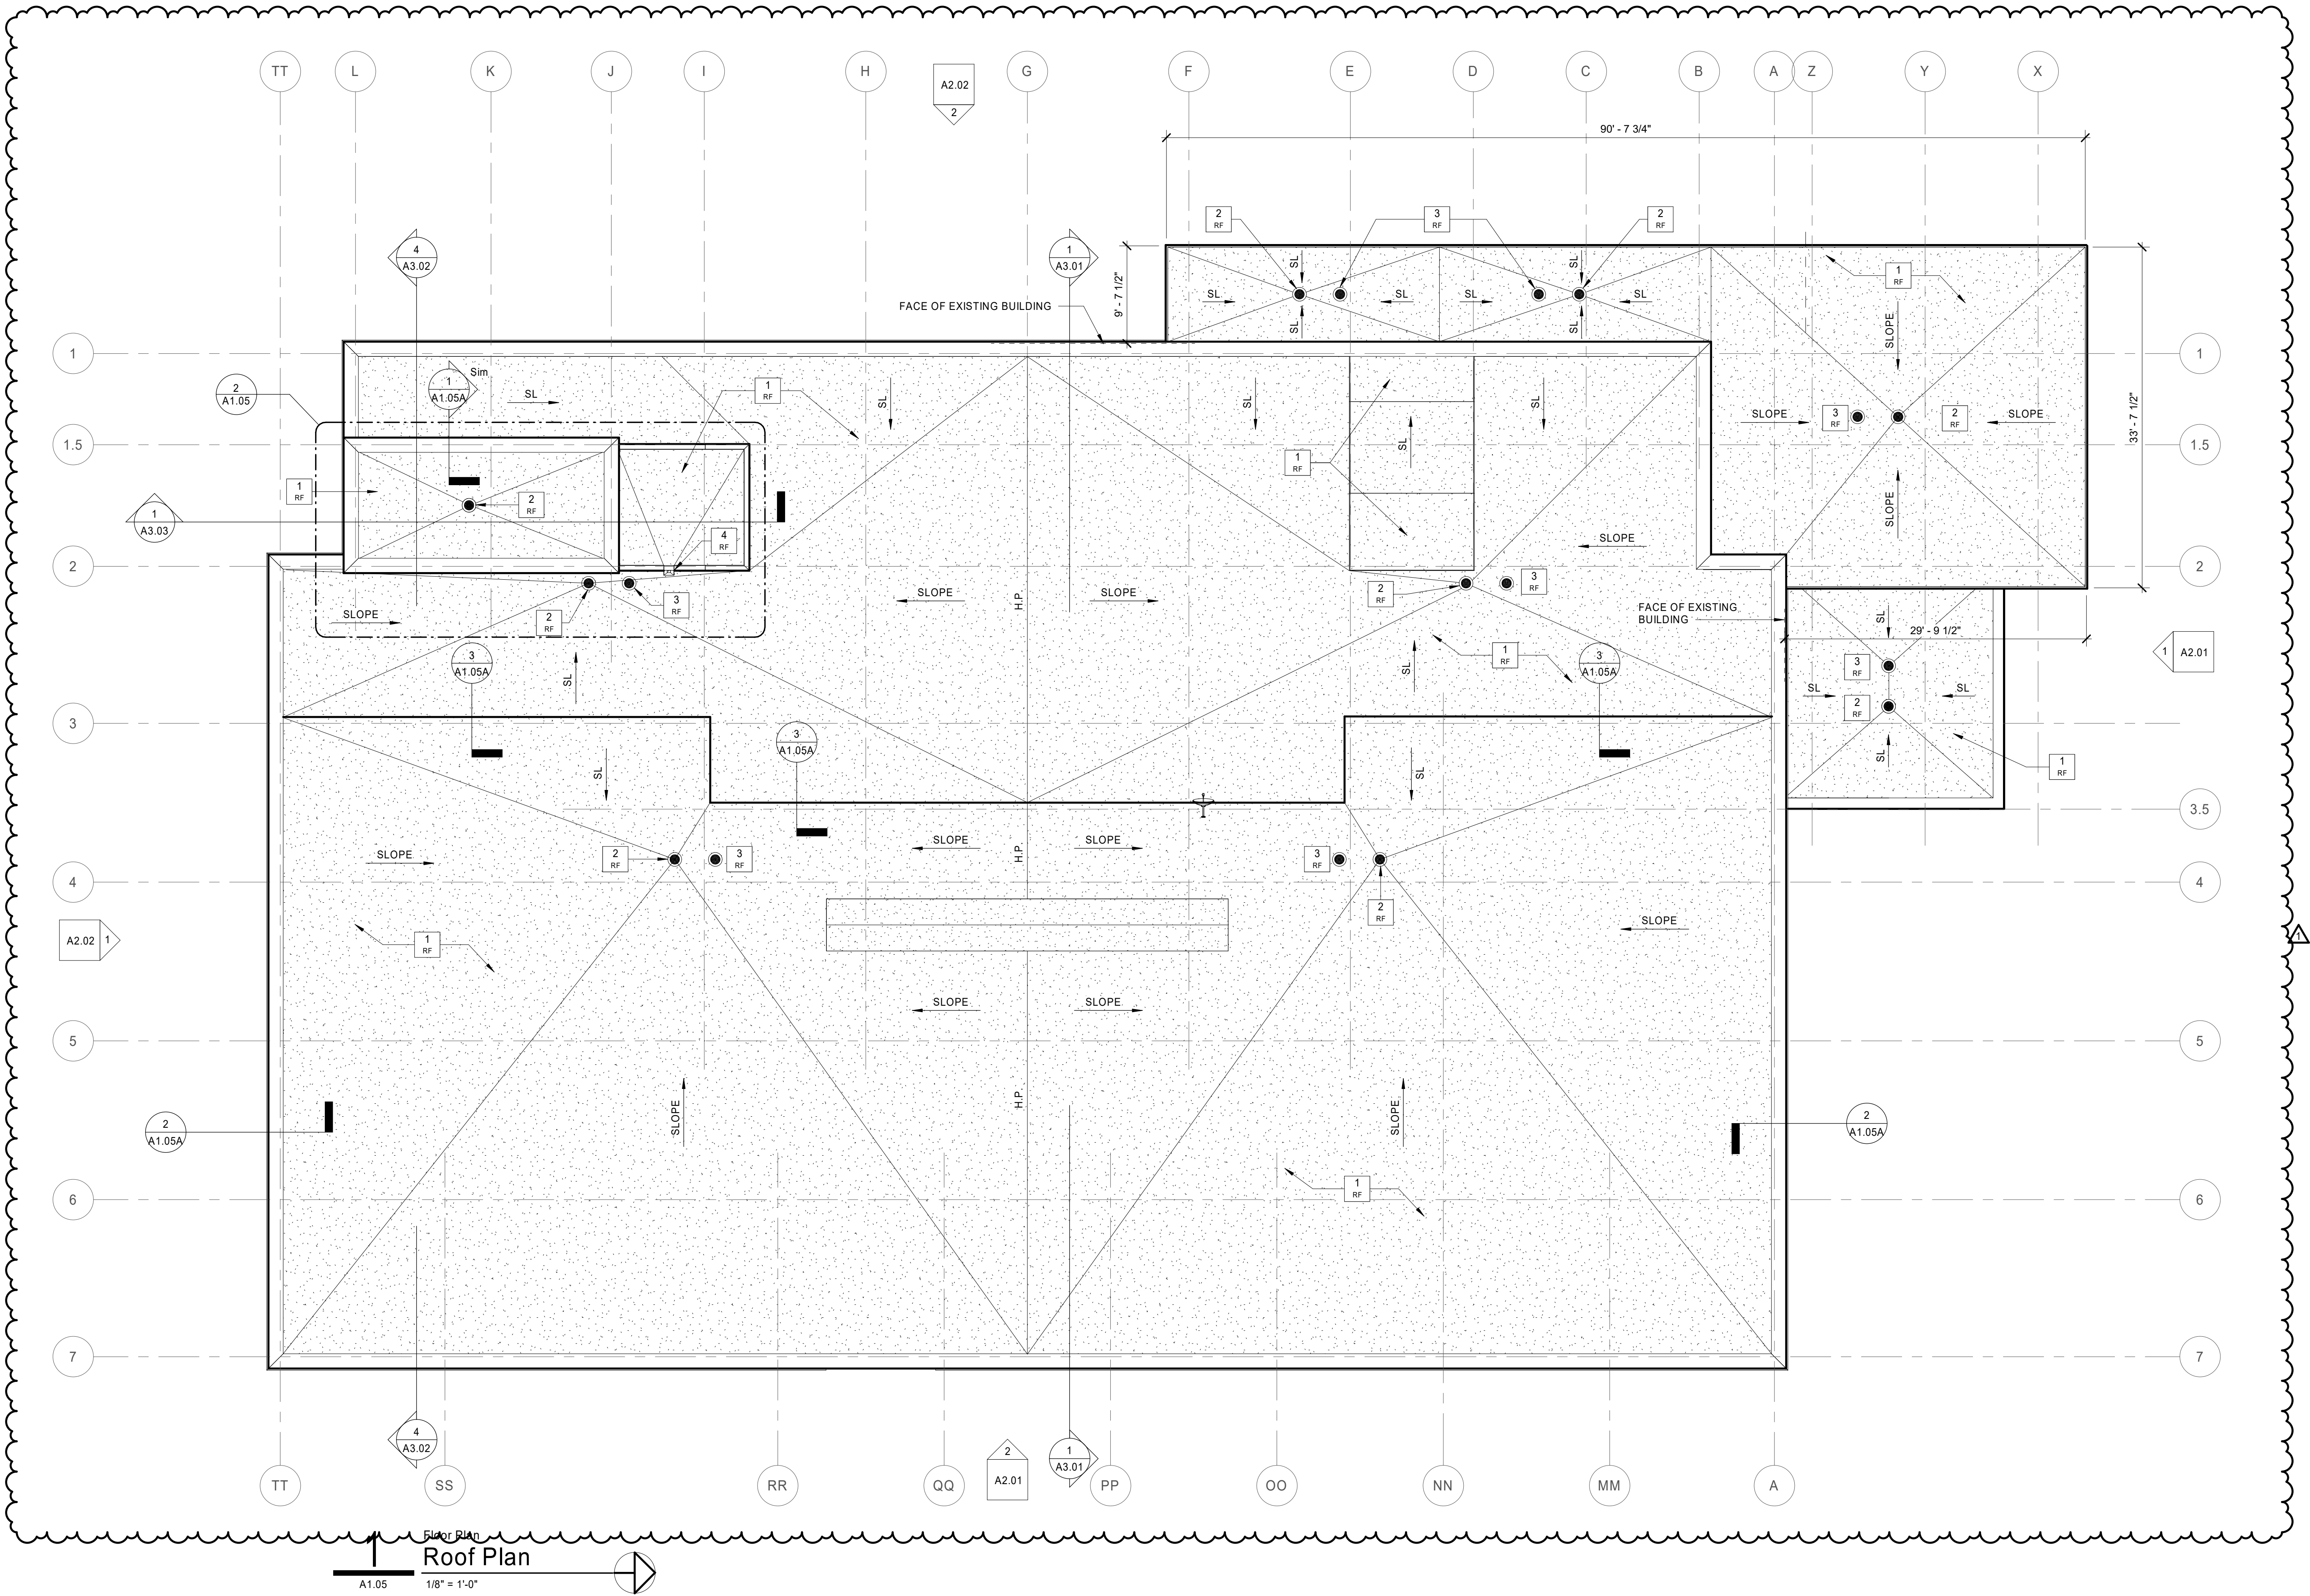 TT L K J I H G F E D C B A Z Y X
A2.02
2
90' - 7 3/4"
2
RF
3
RF
2
RF
4
A3.02
1
A3.01
9' - 7 1/2"
SL
SL
1
RF
SL
SL
SL
SL
FACE OF EXISTING BUILDING
SL
SL
SLOPE
1
1
Sim
1
A1.05A
2
A1.05
SL
1
RF
SL
SL
SL
33' - 7 1/2"
SLOPE
3
RF
2
RF
SLOPE
1.5
SL
1.5
1
RF
1
RF
2
RF
SLOPE
1
A3.03
4
RF
SLOPE
2
2
3
RF
2
RF
3
RF
SLOPE
SLOPE
H.P.
SLOPE
2
RF
FACE OF EXISTING
BUILDING
SL
29' - 9 1/2"
3
A1.05A
SL
SL
1
RF
3
A1.05A
3
RF
1
A2.01
SL
SL
2
RF
3
3
3
A1.05A
SL
SL
SL
1
RF
3.5
SLOPE
SLOPE
SLOPE
H.P.
2
RF
3
RF
3
RF
4
4
2
RF
SLOPE
A2.02
1
1
RF
1
SLOPE
SLOPE
5
5
SLOPE
H.P.
SLOPE
2
A1.05A
2
A1.05A
1
RF
6
6
7
7
4
A3.02
2
A2.01
1
A3.01
TT SS RR QQ PP OO NN MM A
Floor Plan
1
Roof Plan
A1.05
1/8" = 1'-0"